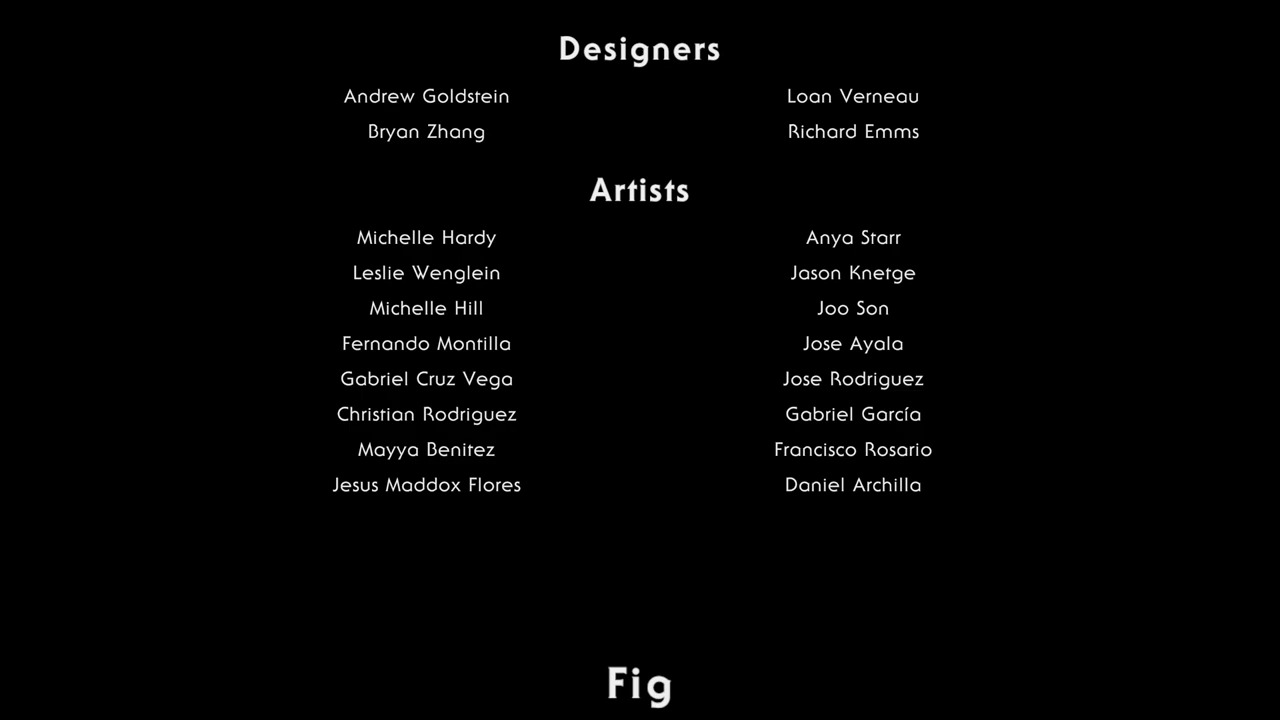 Designers
Andrew Goldstein Loan Verneau
Bryan Zhang Richard Emms
Artists
Michelle Hardy Anya Starr
Leslie Wenglein Jason Knetge
Michelle Hill Joo Son
Fernando Montilla Jose Ayala
Gabriel Cruz Vega Jose Rodriguez
Christian Rodriguez Gabriel García
Mayya Benitez Francisco Rosario
Jesus Maddox Flores Daniel Archilla
Fig